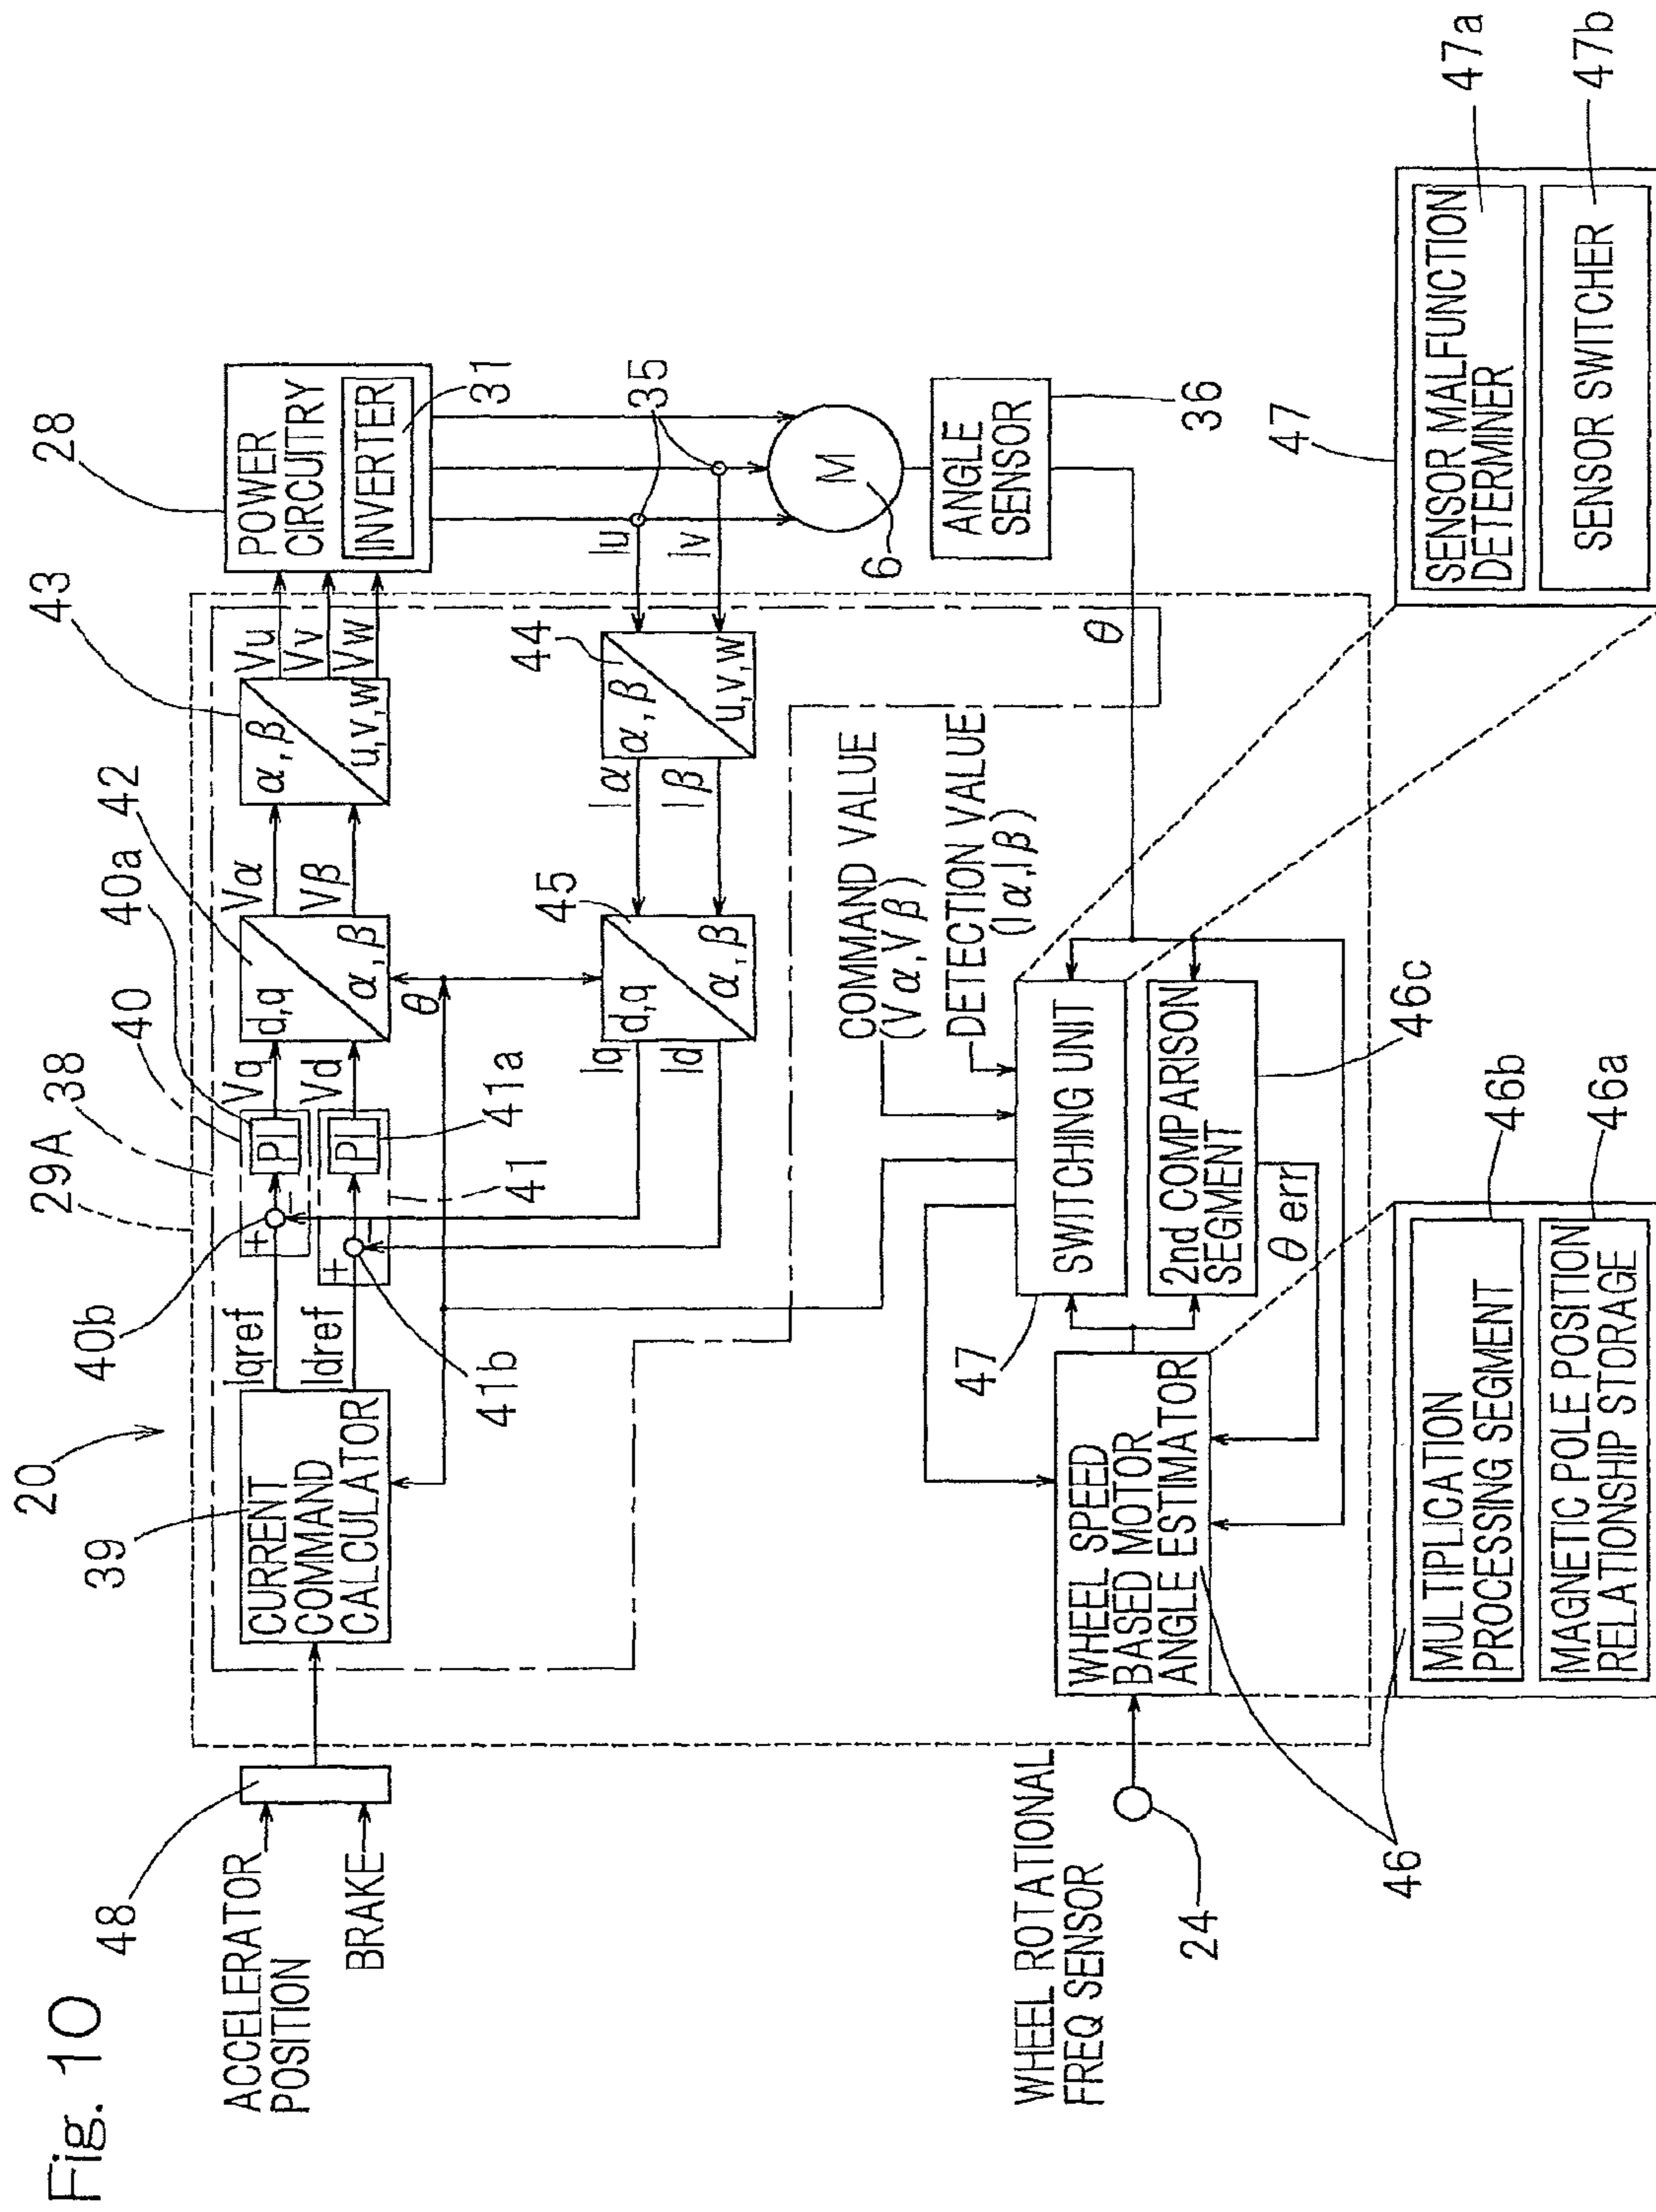 Fig. 10
20
29A
38
40
40a
42
43
28
40b
39
48
ACCELERATOR
POSITION
BRAKE
CURRENT
COMMAND
CALCULATOR
Iqref
Idref
+
−
+
−
PI
PI
41b
41
41a
Vq
Vd
d,q
α,β
Vα
Vβ
α,β
u,v,w
Vu
Vv
Vw
POWER
CIRCUITRY
INVERTER
31
θ
Iq
Id
45
d,q
α,β
Iα
Iβ
44
α,β
u,v,w
Iu
Iv
35
M
6
ANGLE
SENSOR
36
θ
COMMAND VALUE
(Vα,Vβ)
DETECTION VALUE
(Iα,Iβ)
WHEEL ROTATIONAL
FREQ SENSOR
24
WHEEL SPEED
BASED MOTOR
ANGLE ESTIMATOR
47
SWITCHING UNIT
2nd COMPARISON
SEGMENT
46c
θ err
46
MULTIPLICATION
PROCESSING SEGMENT
46b
MAGNETIC POLE POSITION
RELATIONSHIP STORAGE
46a
47
SENSOR MALFUNCTION
DETERMINER
47a
SENSOR SWITCHER
47b